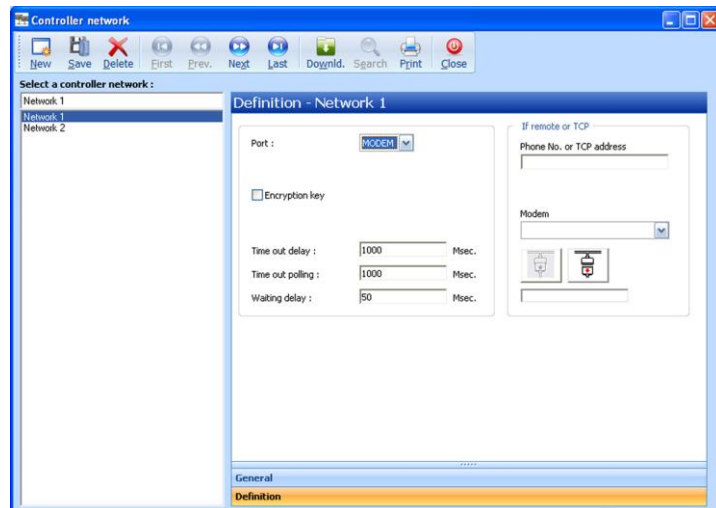 Controller network
New Save Delete First Prev. Next Last Downld. Search Print Close
Select a controller network :
Network 1
Network 1
Network 2
Definition - Network 1
Port : MODEM
Encryption key
Time out delay : 1000 Msec.
Time out polling : 1000 Msec.
Waiting delay : 50 Msec.
If remote or TCP
Phone No. or TCP address
Modem
General
Definition